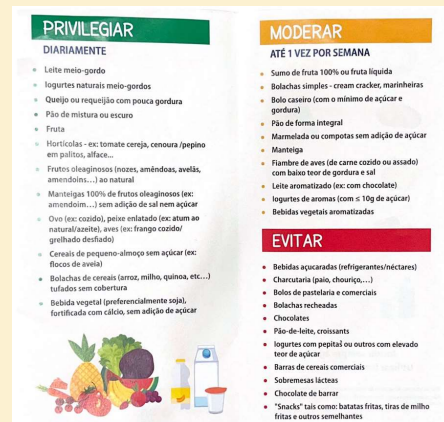 PRIVILEGIAR
DIARIAMENTE
Leite meio-gordo
Iogurtes naturais meio-gordos
Queijo ou requeijão com pouca gordura
Pão de mistura ou escuro
Fruta
Hortícolas - ex: tomate cereja, cenoura /pepino
em palitos, alface...
Frutos oleaginosos (nozes, amêndoas, avelãs,
amendoins...) ao natural
Manteigas 100% de frutos oleaginosos (ex:
amendoim...) sem adição de sal nem açúcar
Ovo (ex: cozido), peixe enlatado (ex: atum ao
natural/azeite), aves (ex: frango cozido/
grelhado desfiado)
Cereais de pequeno-almoço sem açúcar (ex:
flocos de aveia)
Bolachas de cereais (arroz, milho, quinoa, etc...)
tufados sem cobertura
Bebida vegetal (preferencialmente soja),
fortificada com cálcio, sem adição de açúcar
MODERAR
ATÉ 1 VEZ POR SEMANA
Sumo de fruta 100% ou fruta líquida
Bolachas simples - cream cracker, marinheiras
Bolo caseiro (com o mínimo de açúcar e
gordura)
Pão de forma integral
Marmelada ou compotas sem adição de açúcar
Manteiga
Fiambre de aves (de carne cozido ou assado)
com baixo teor de gordura e sal
Leite aromatizado (ex: com chocolate)
Iogurtes de aromas (com ≤ 10g de açúcar)
Bebidas vegetais aromatizadas
EVITAR
Bebidas açucaradas (refrigerantes/néctares)
Charcutaria (paio, chouriço,...)
Bolos de pastelaria e comerciais
Bolachas recheadas
Chocolates
Pão-de-leite, croissants
Iogurtes com pepitas ou outros com elevado
teor de açúcar
Barras de cereais comerciais
Sobremesas lácteas
Chocolate de barrar
"Snacks" tais como: batatas fritas, tiras de milho
fritas e outros semelhantes